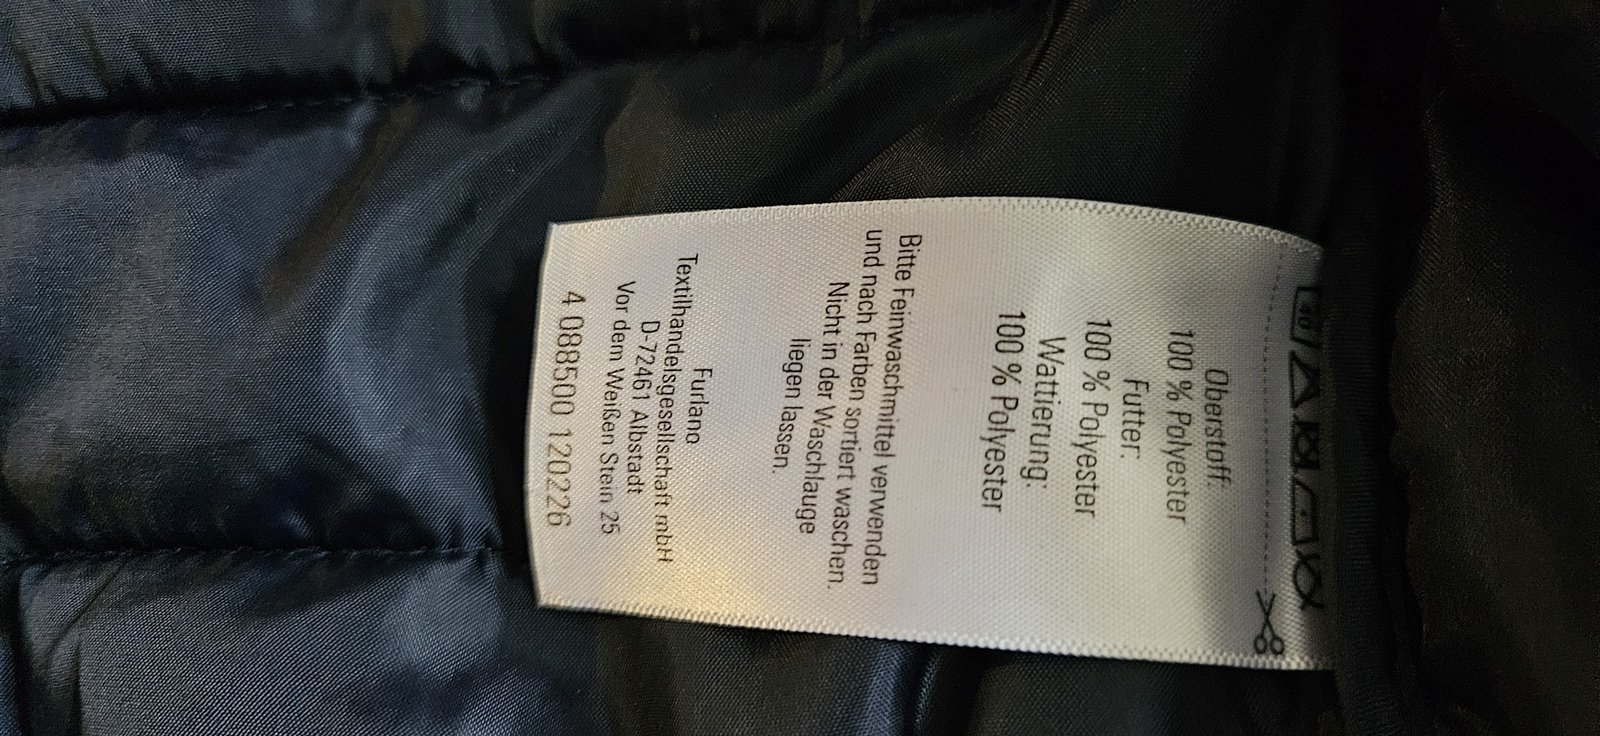 40
Oberstoff:
100 % Polyester
Futter:
100 % Polyester
Wattierung:
100 % Polyester
Bitte Feinwaschmittel verwenden
und nach Farben sortiert waschen.
Nicht in der Waschlauge
liegen lassen.
Furlano
Textilhandelsgesellschaft mbH
D-72461 Albstadt
Vor dem Weißen Stein 25
4 088500 120226